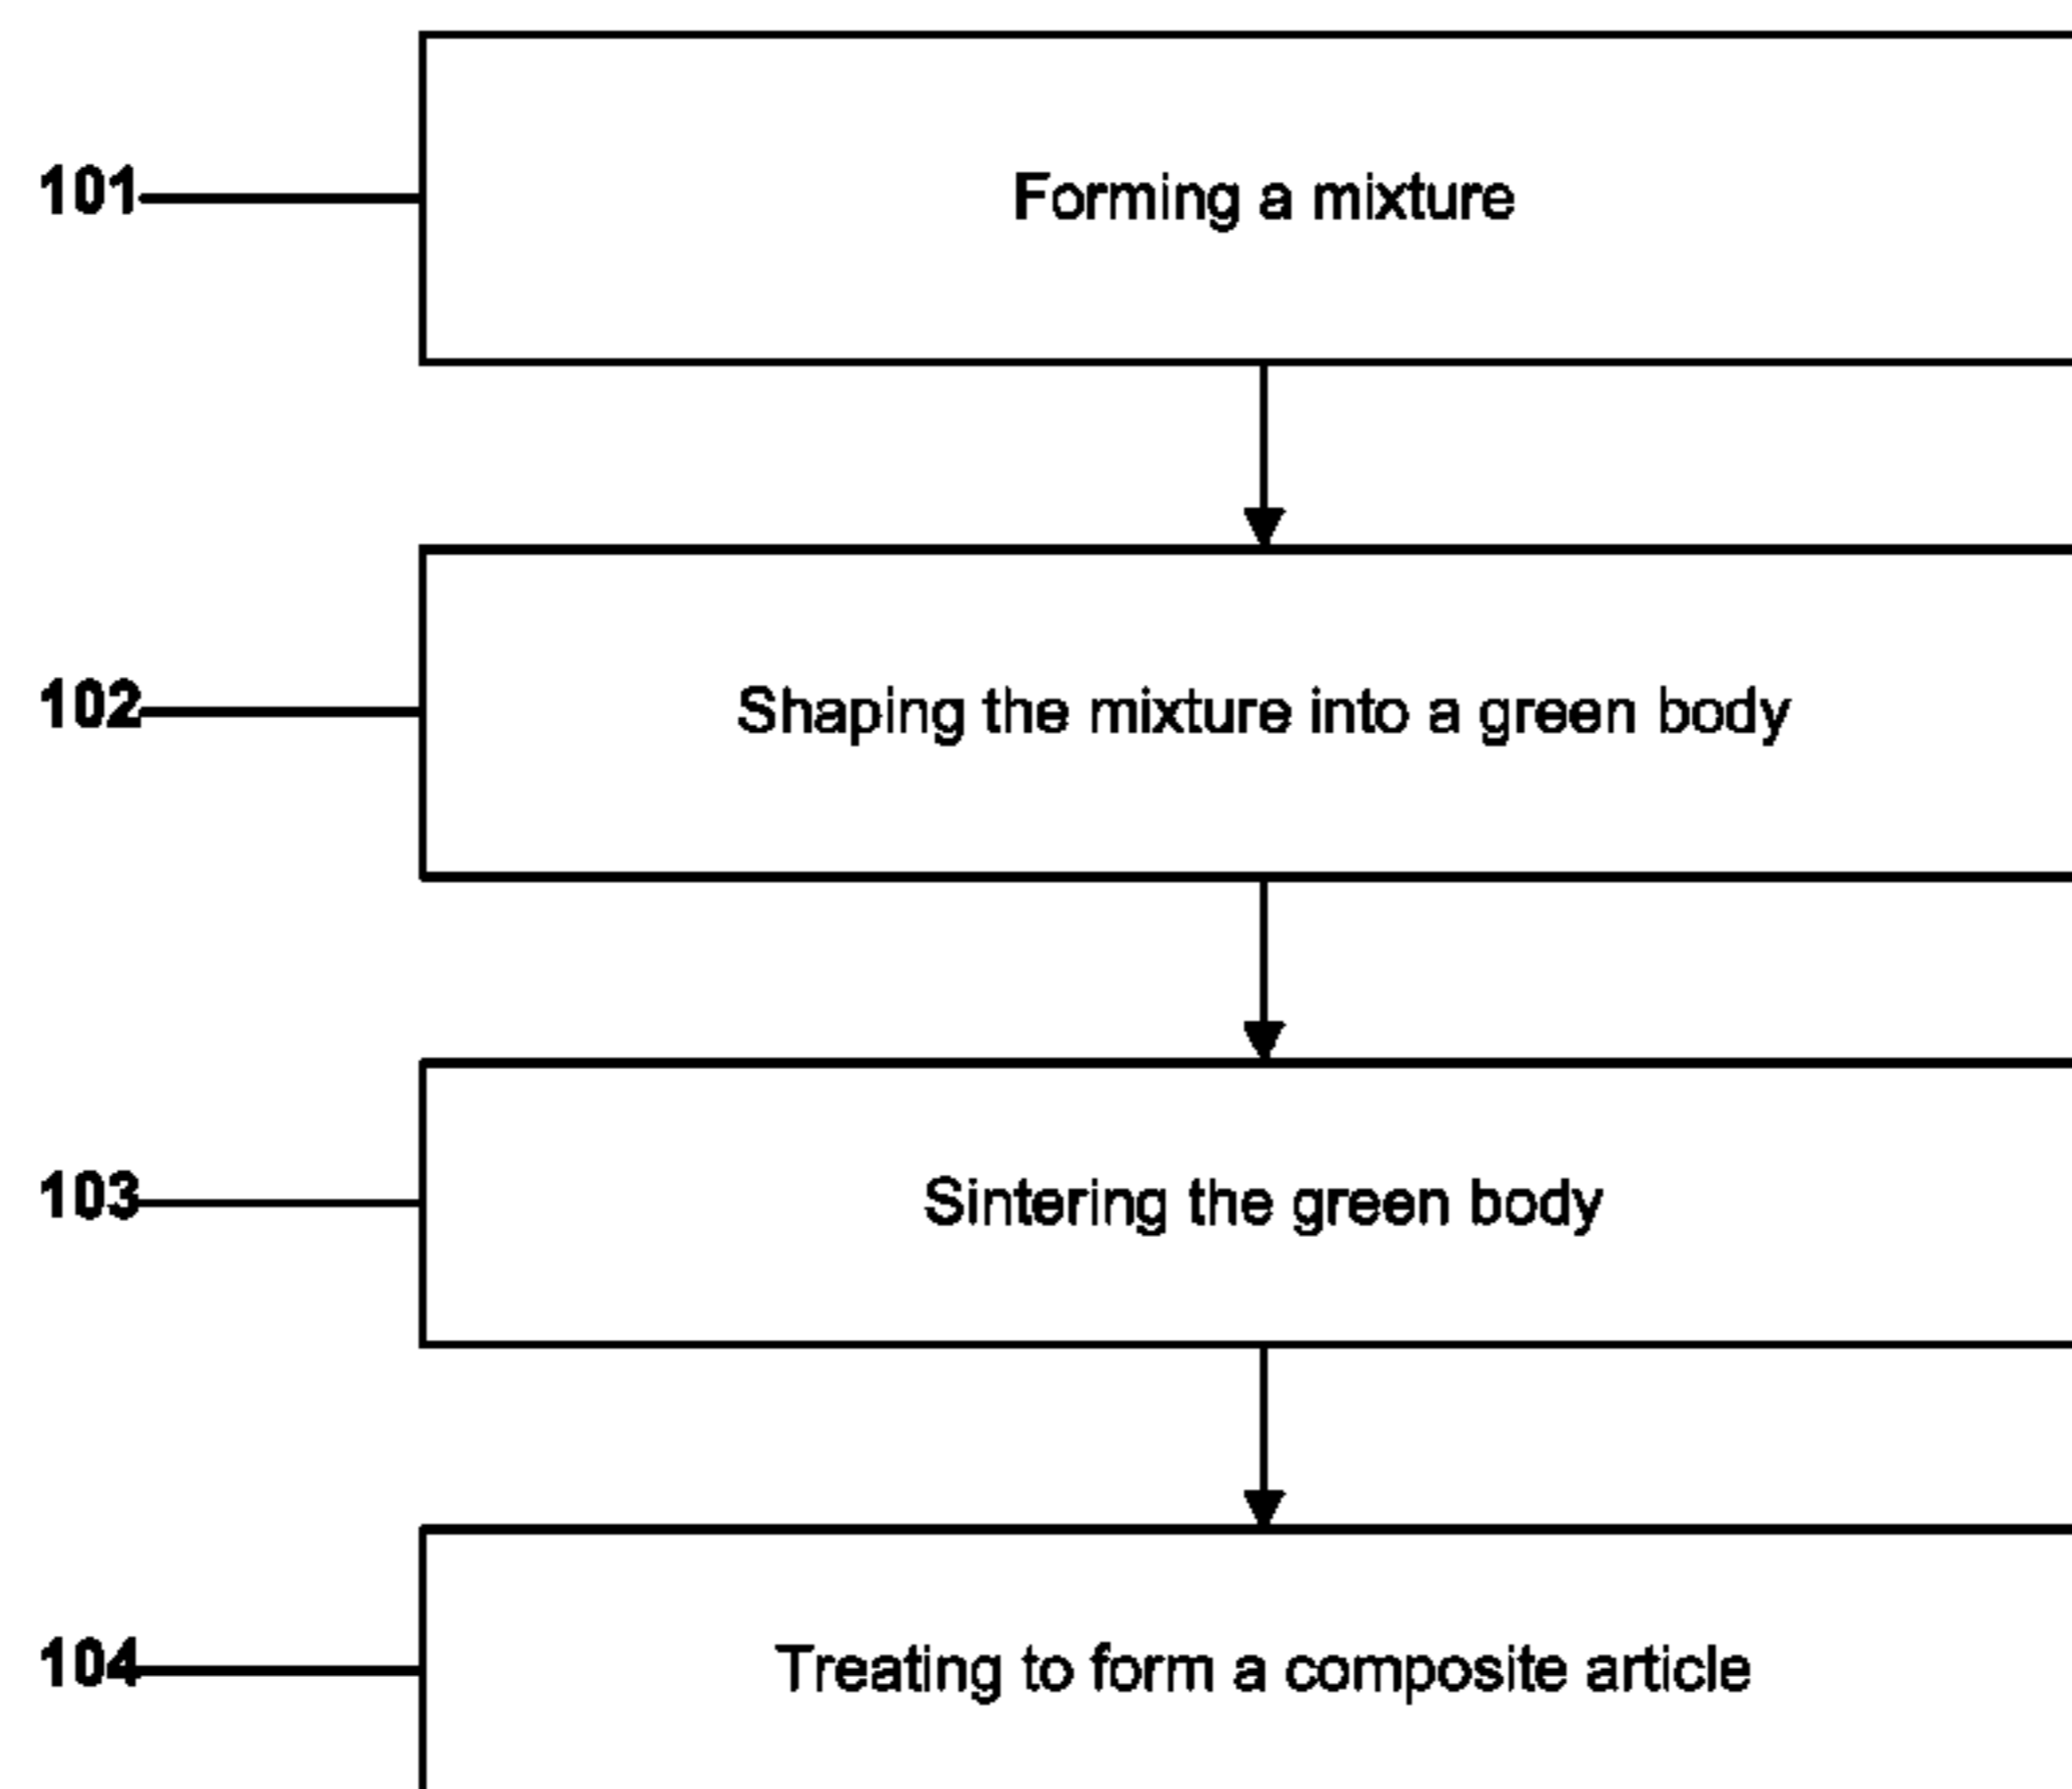 101
Forming a mixture
102
Shaping the mixture into a green body
103
Sintering the green body
104
Treating to form a composite article